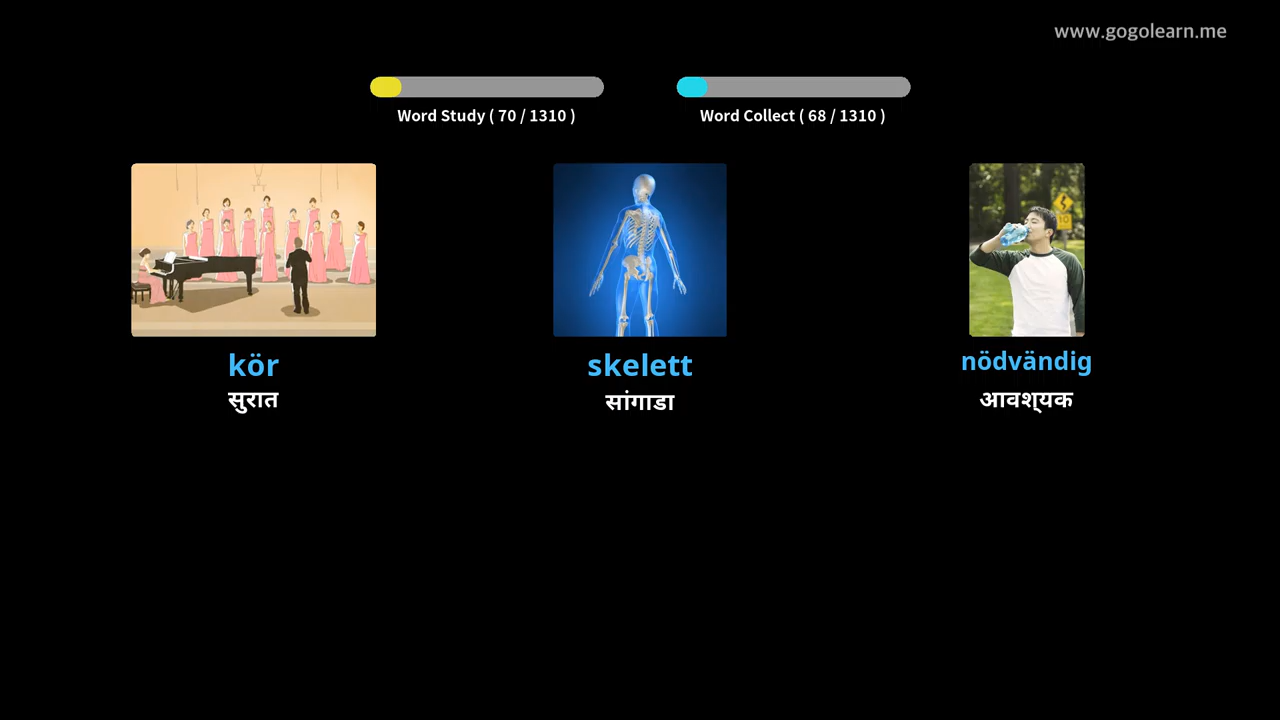 www.gogolearn.me
Word Study ( 70 / 1310 )
Word Collect ( 68 / 1310 )
kör
skelett
nödvändig
सुरात
सांगाडा
आवश्यक